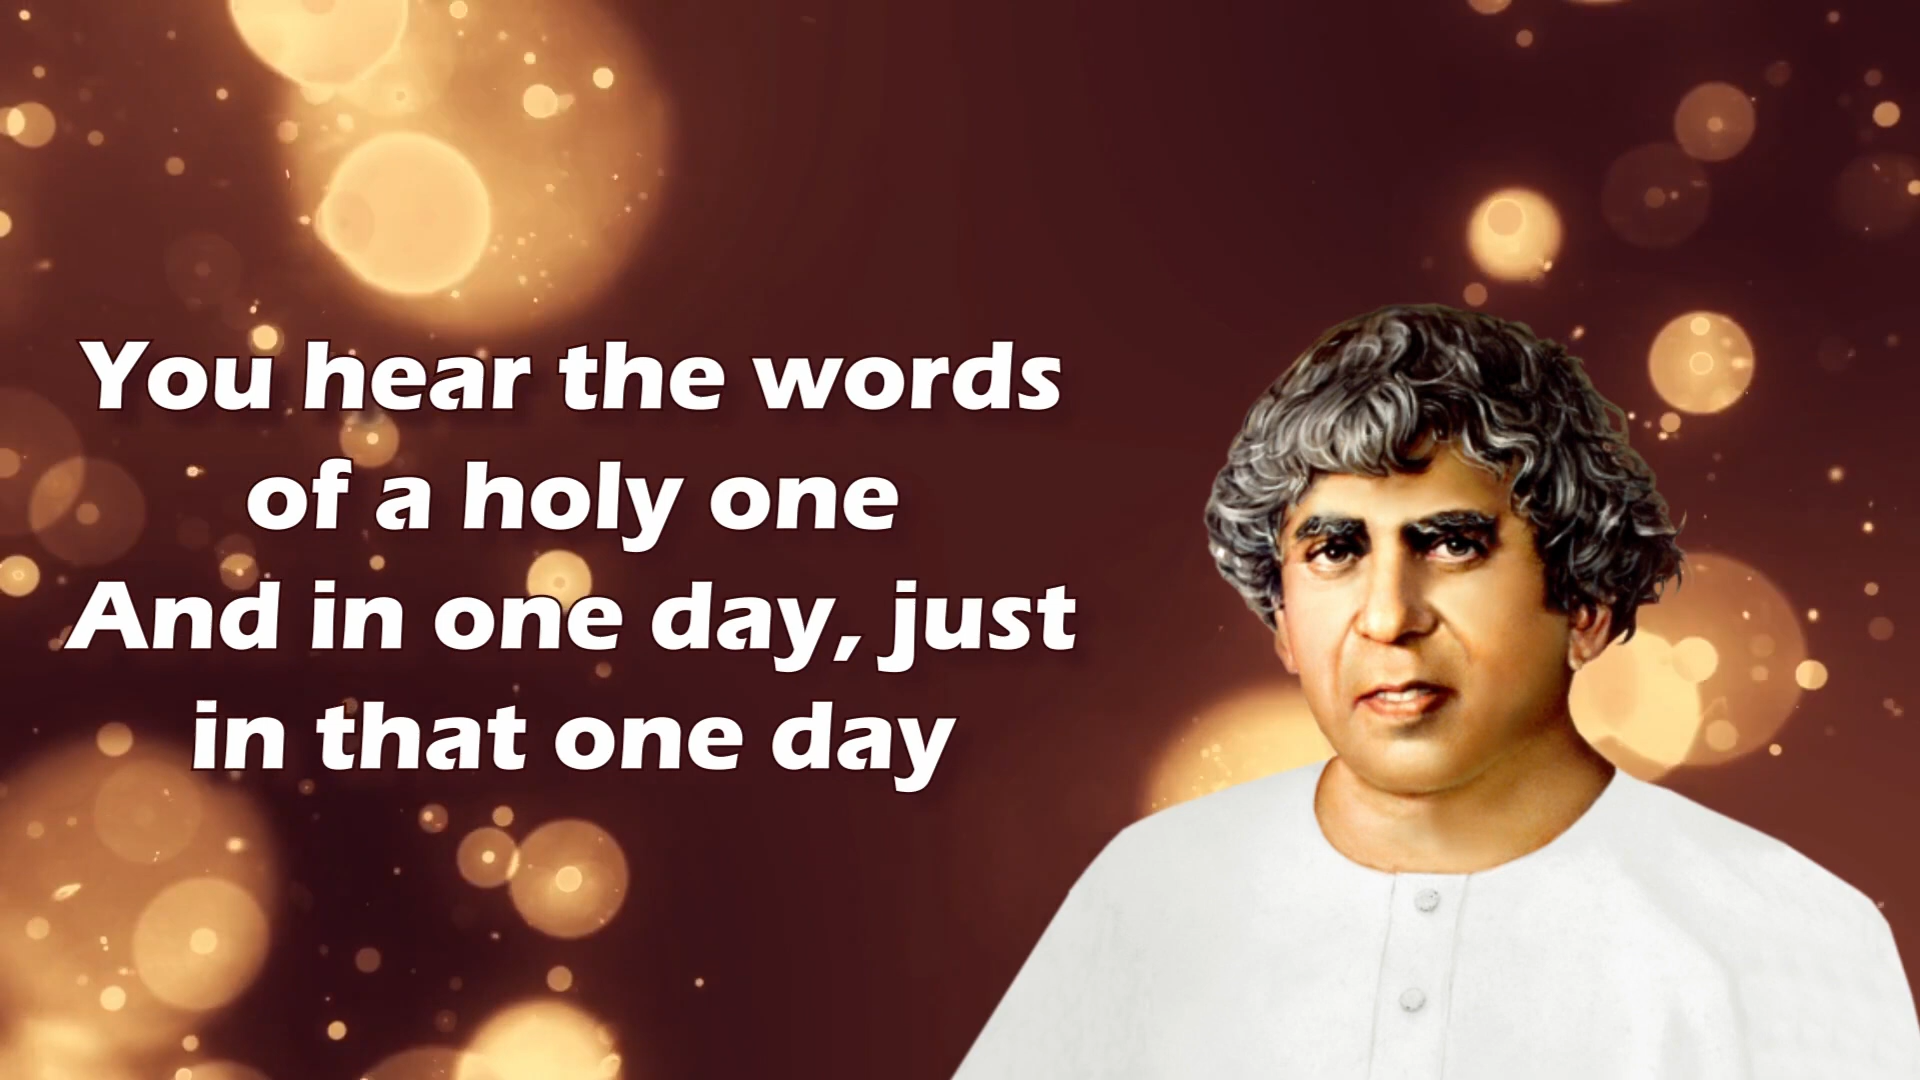 You hear the words
of a holy one
And in one day, just
in that one day